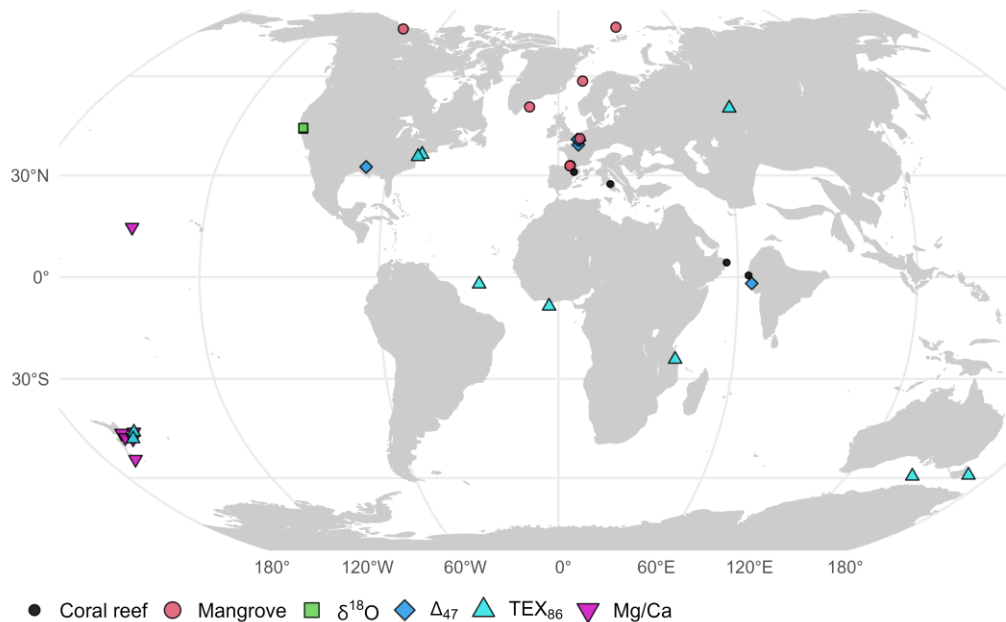 30°N
0°
30°S
180° 120°W 60°W 0° 60°E 120°E 180°
Coral reef Mangrove δ¹⁸O Δ₄₇ TEX₈₆ Mg/Ca